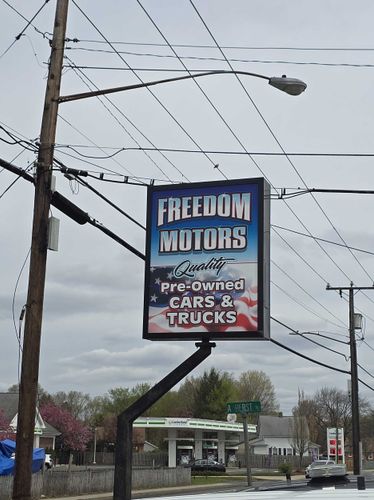 FREEDOM
MOTORS
Quality
Pre-Owned
CARS &
TRUCKS